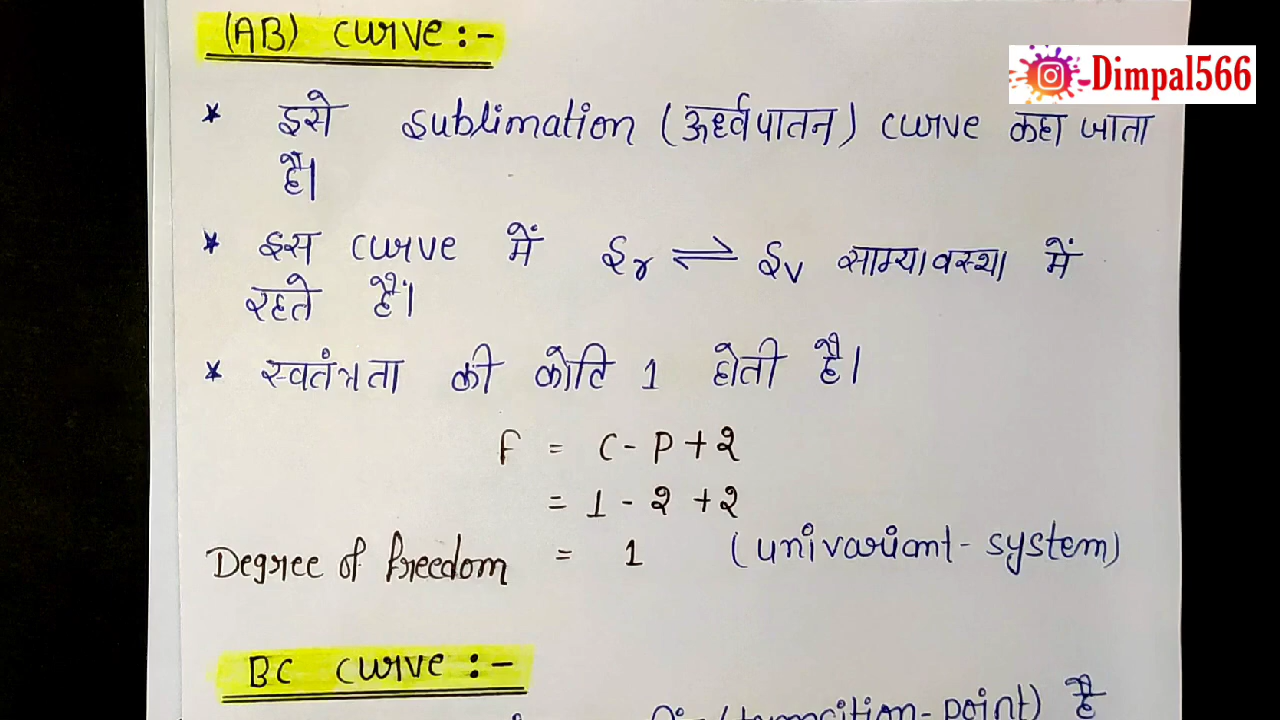 (AB) curve :-
Dimpal566
* इसे sublimation (ऊर्ध्वपातन) curve कहा जाता
है।
* इस curve में Sr ⇌ Sv साम्यावस्था में
रहते हैं।
* स्वतंत्रता की कोटि 1 होती है।
F = C - P + 2
= 1 - 2 + 2
Degree of freedom = 1 (univariant - system)
BC curve :-
point) है